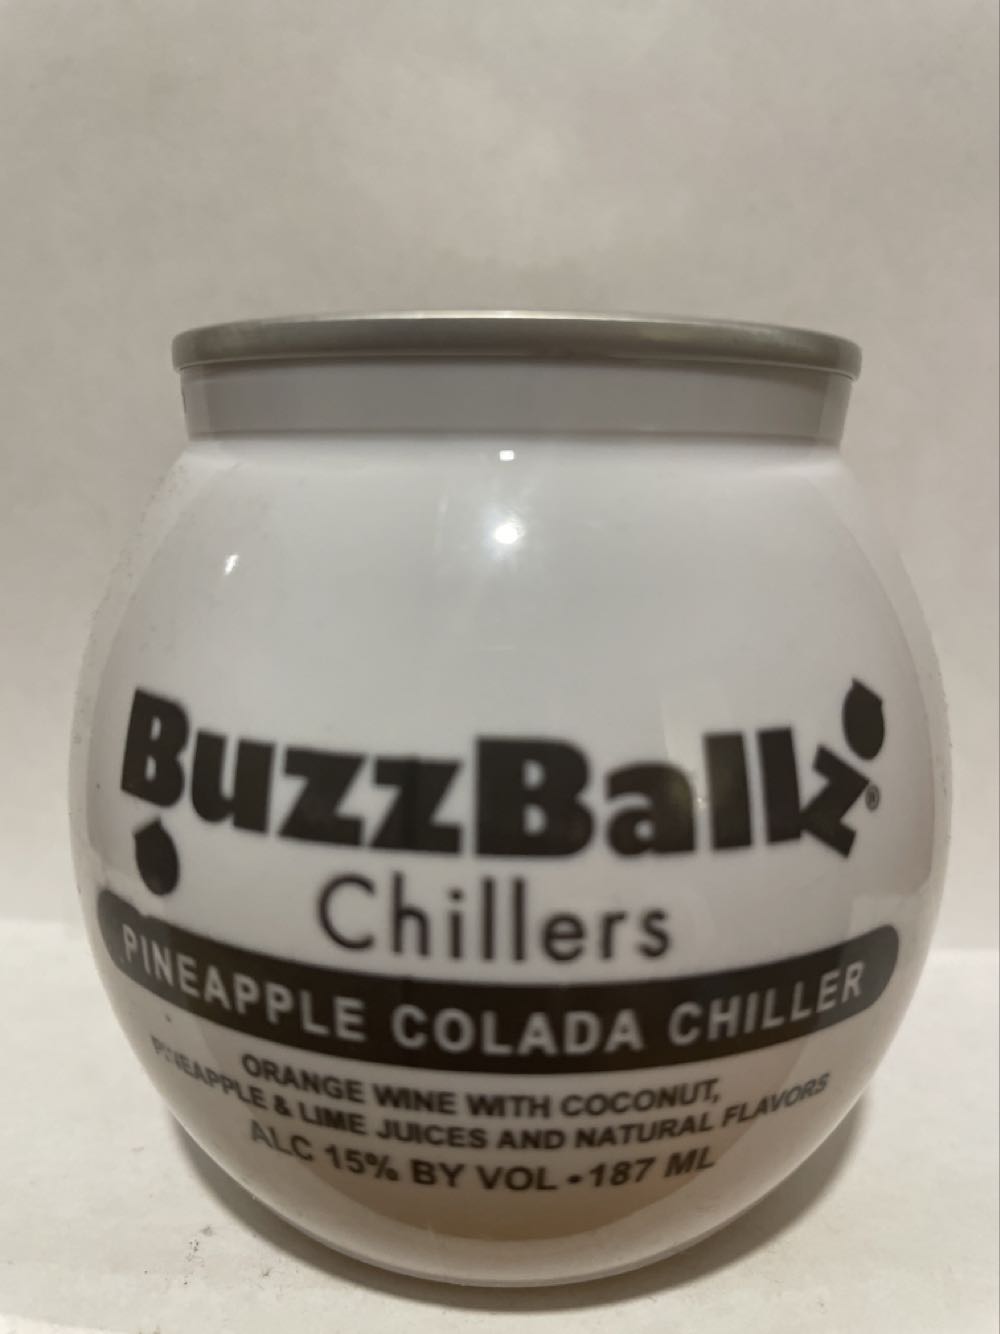 BuzzBallz®
Chillers
PINEAPPLE COLADA CHILLER
ORANGE WINE WITH COCONUT,
PINEAPPLE & LIME JUICES AND NATURAL FLAVORS
ALC 15% BY VOL • 187 ML